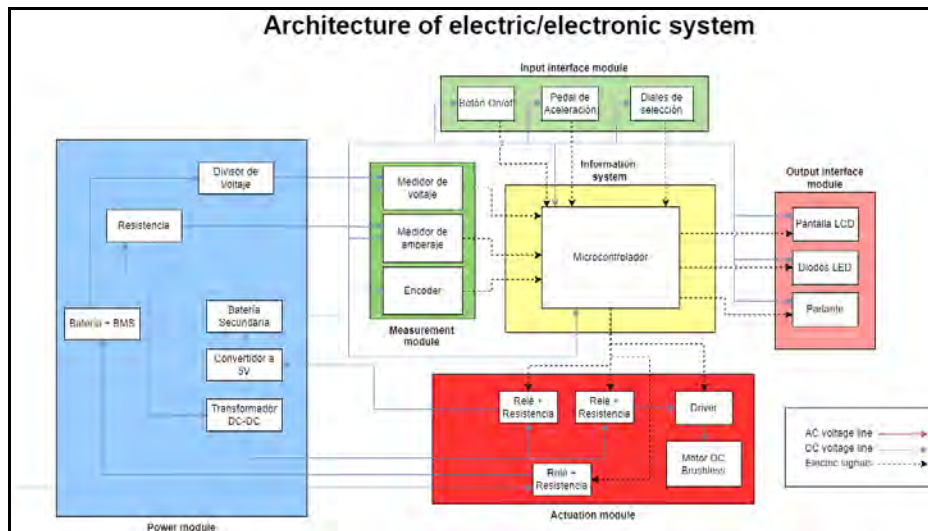 Architecture of electric/electronic system
Input interface module
Botón On/off
Pedal de
Aceleración
Diales de
selección
Divisor de
Voltaje
Resistencia
Batería + BMS
Batería
Secundaria
Convertidor a
5V
Transformador
DC-DC
Power module
Medidor de
voltaje
Medidor de
amperaje
Encoder
Measurement
module
Information
system
Microcontrolador
Output interface
module
Pantalla LCD
Diodos LED
Parlante
Relé +
Resistencia
Relé +
Resistencia
Driver
Motor DC
Brushless
Relé +
Resistencia
Actuation module
AC voltage line
DC voltage line
Electric signals